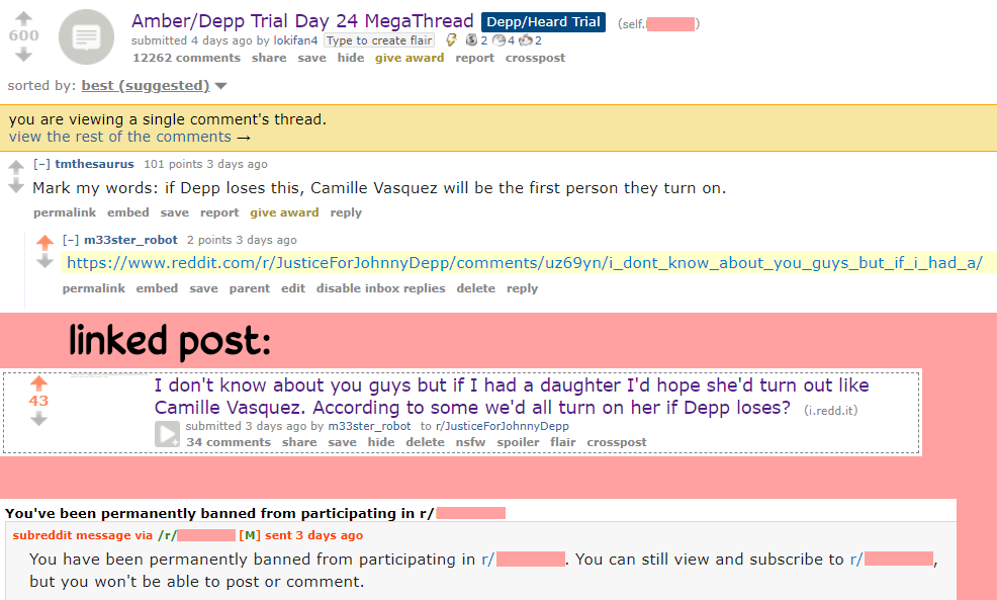 Amber/Depp Trial Day 24 MegaThread Depp/Heard Trial (self. )
600
submitted 4 days ago by lokifan4 Type to create flair 2 4 2
12262 comments share save hide give award report crosspost
sorted by: best (suggested)
you are viewing a single comment's thread.
view the rest of the comments →
[–] tmthesaurus 101 points 3 days ago
Mark my words: if Depp loses this, Camille Vasquez will be the first person they turn on.
permalink embed save report give award reply
[–] m33ster_robot 2 points 3 days ago
https://www.reddit.com/r/JusticeForJohnnyDepp/comments/uz69yn/i_dont_know_about_you_guys_but_if_i_had_a/
permalink embed save parent edit disable inbox replies delete reply
linked post:
I don't know about you guys but if I had a daughter I'd hope she'd turn out like
43
Camille Vasquez. According to some we'd all turn on her if Depp loses? (i.redd.it)
submitted 3 days ago by m33ster_robot to r/JusticeForJohnnyDepp
34 comments share save hide delete nsfw spoiler flair crosspost
You've been permanently banned from participating in r/
subreddit message via /r/ [M] sent 3 days ago
You have been permanently banned from participating in r/ . You can still view and subscribe to r/ ,
but you won't be able to post or comment.